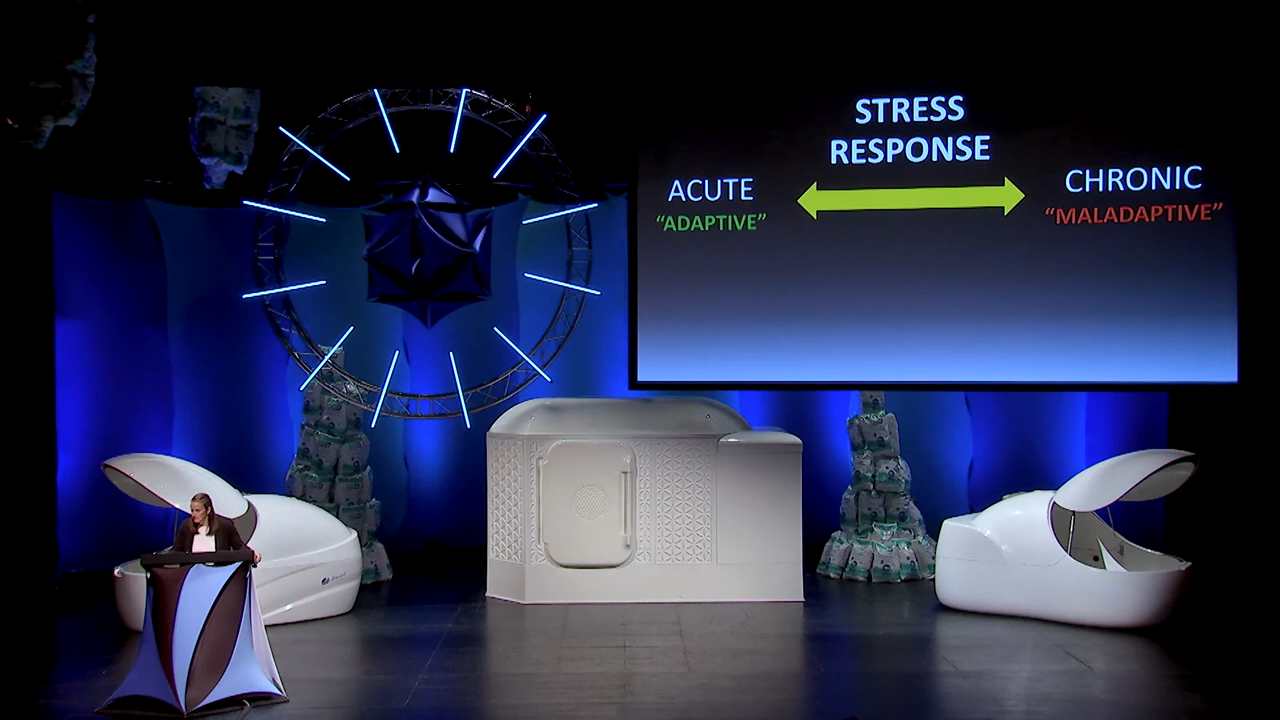 STRESS
RESPONSE
ACUTE
CHRONIC
“ADAPTIVE”
“MALADAPTIVE”